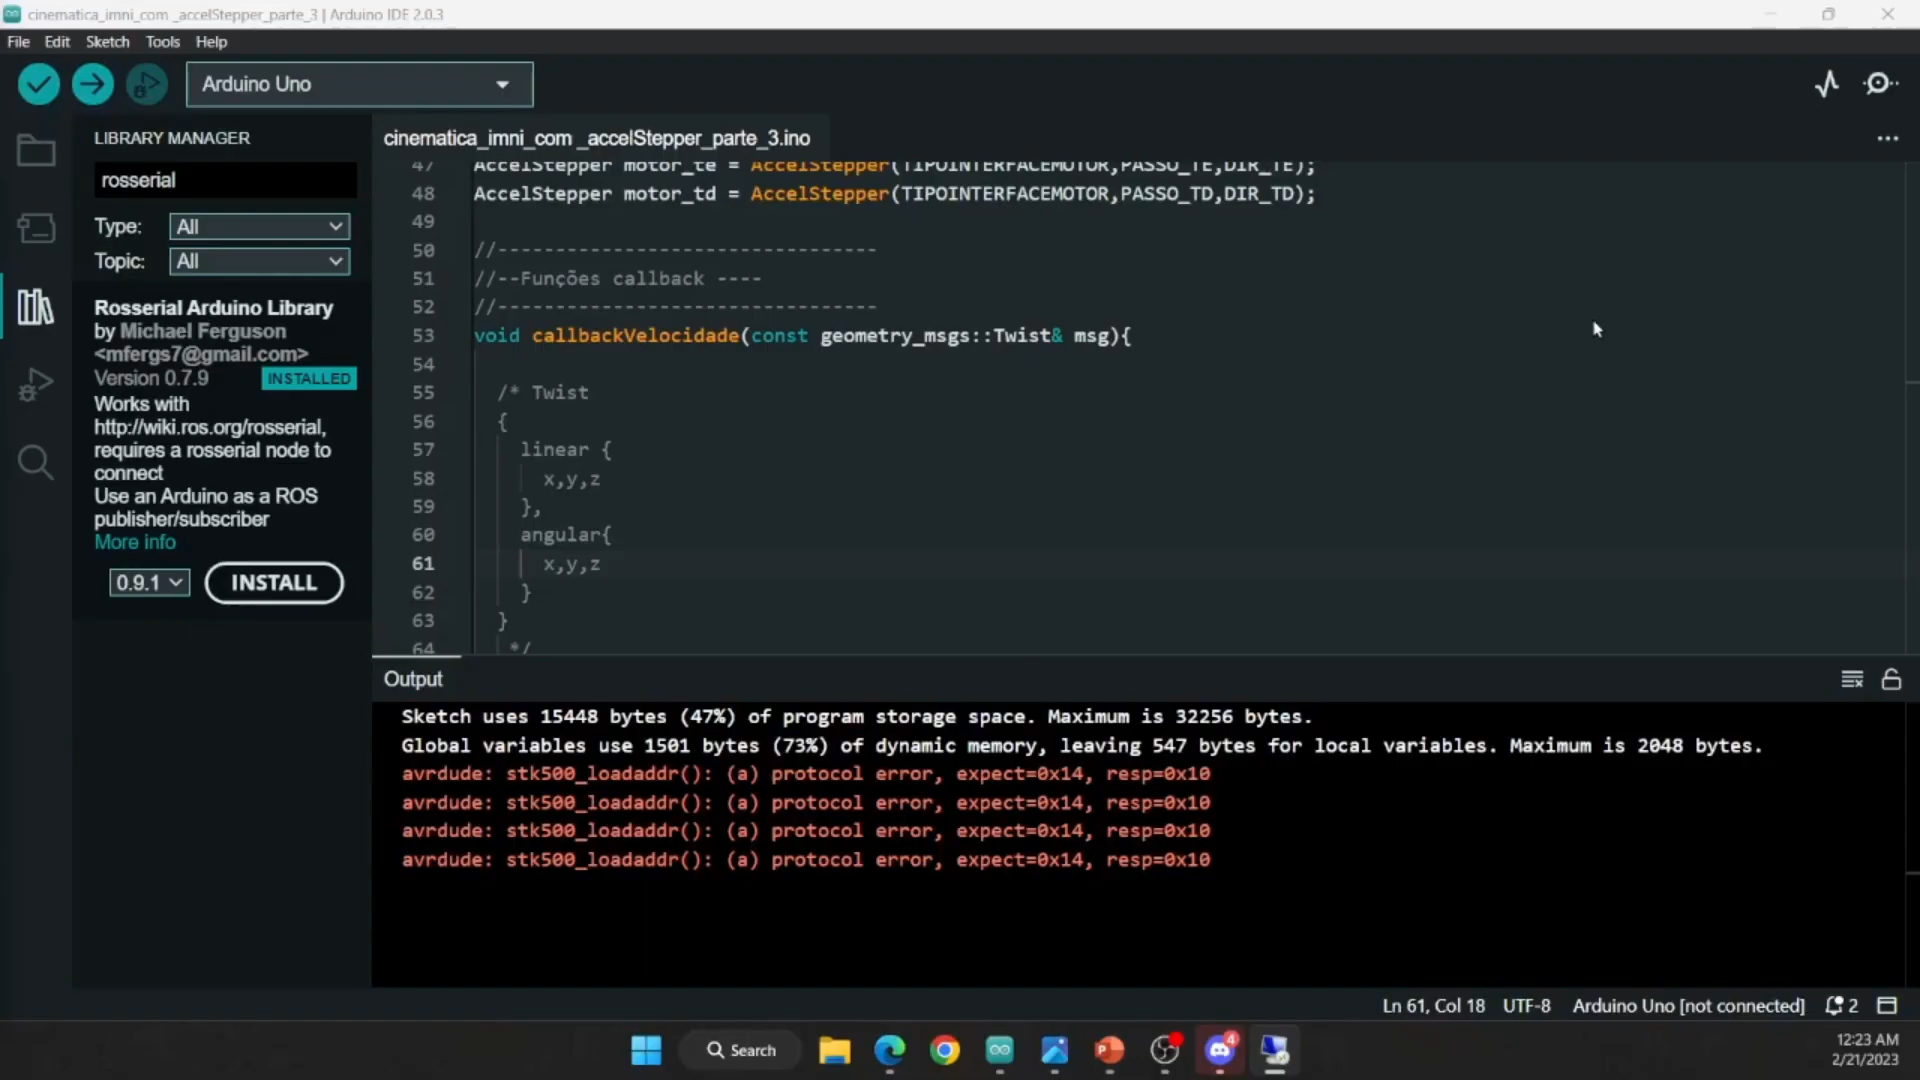 cinematica_imni_com _accelStepper_parte_3 | Arduino IDE 2.0.3
File Edit Sketch Tools Help
Arduino Uno
LIBRARY MANAGER
rosserial
Type: All
Topic: All
Rosserial Arduino Library
by Michael Ferguson
<mfergs7@gmail.com>
Version 0.7.9 INSTALLED
Works with
http://wiki.ros.org/rosserial,
requires a rosserial node to
connect
Use an Arduino as a ROS
publisher/subscriber
More info
0.9.1 INSTALL
cinematica_imni_com _accelStepper_parte_3.ino
47 AccelStepper motor_te = AccelStepper(TIPOINTERFACEMOTOR,PASSO_TE,DIR_TE);
48 AccelStepper motor_td = AccelStepper(TIPOINTERFACEMOTOR,PASSO_TD,DIR_TD);
49
50 //---------------------------------
51 //--Funções callback ----
52 //---------------------------------
53 void callbackVelocidade(const geometry_msgs::Twist& msg){
54
55 /* Twist
56 {
57 linear {
58 x,y,z
59 },
60 angular{
61 x,y,z
62 }
63 }
64 */
Output
Sketch uses 15448 bytes (47%) of program storage space. Maximum is 32256 bytes.
Global variables use 1501 bytes (73%) of dynamic memory, leaving 547 bytes for local variables. Maximum is 2048 bytes.
avrdude: stk500_loadaddr(): (a) protocol error, expect=0x14, resp=0x10
avrdude: stk500_loadaddr(): (a) protocol error, expect=0x14, resp=0x10
avrdude: stk500_loadaddr(): (a) protocol error, expect=0x14, resp=0x10
avrdude: stk500_loadaddr(): (a) protocol error, expect=0x14, resp=0x10
Ln 61, Col 18 UTF-8 Arduino Uno [not connected] 2
Search
4
12:23 AM
2/21/2023